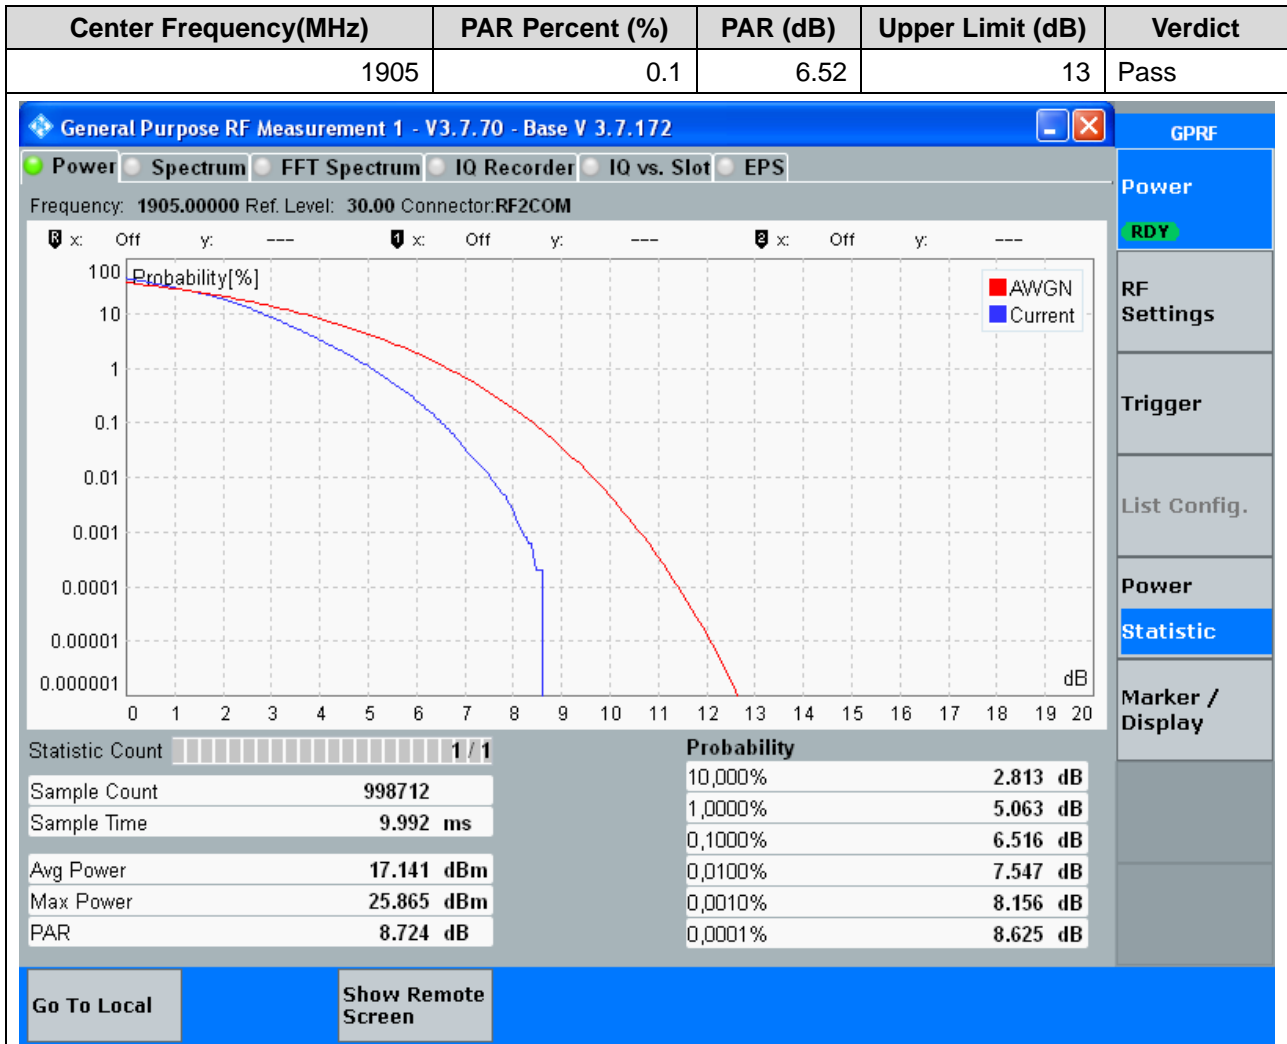 Center Frequency(MHz) PAR Percent (%) PAR (dB) Upper Limit (dB) Verdict
1905 0.1 6.52 13 Pass
General Purpose RF Measurement 1 - V3.7.70 - Base V 3.7.172
GPRF
Power Spectrum FFT Spectrum IQ Recorder IQ vs. Slot EPS
Power
RDY
Frequency: 1905.00000 Ref. Level: 30.00 Connector:RF2COM
R x: Off y: --- 1 x: Off y: --- 2 x: Off y: ---
Probability[%]
AWGN
Current
100
10
1
0.1
0.01
0.001
0.0001
0.00001
0.000001
dB
0 1 2 3 4 5 6 7 8 9 10 11 12 13 14 15 16 17 18 19 20
RF
Settings
Trigger
List Config.
Power
Statistic
Marker /
Display
Statistic Count 1 / 1
Sample Count 998712
Sample Time 9.992 ms
Avg Power 17.141 dBm
Max Power 25.865 dBm
PAR 8.724 dB
Probability
10,000% 2.813 dB
1,0000% 5.063 dB
0,1000% 6.516 dB
0,0100% 7.547 dB
0,0010% 8.156 dB
0,0001% 8.625 dB
Go To Local
Show Remote
Screen